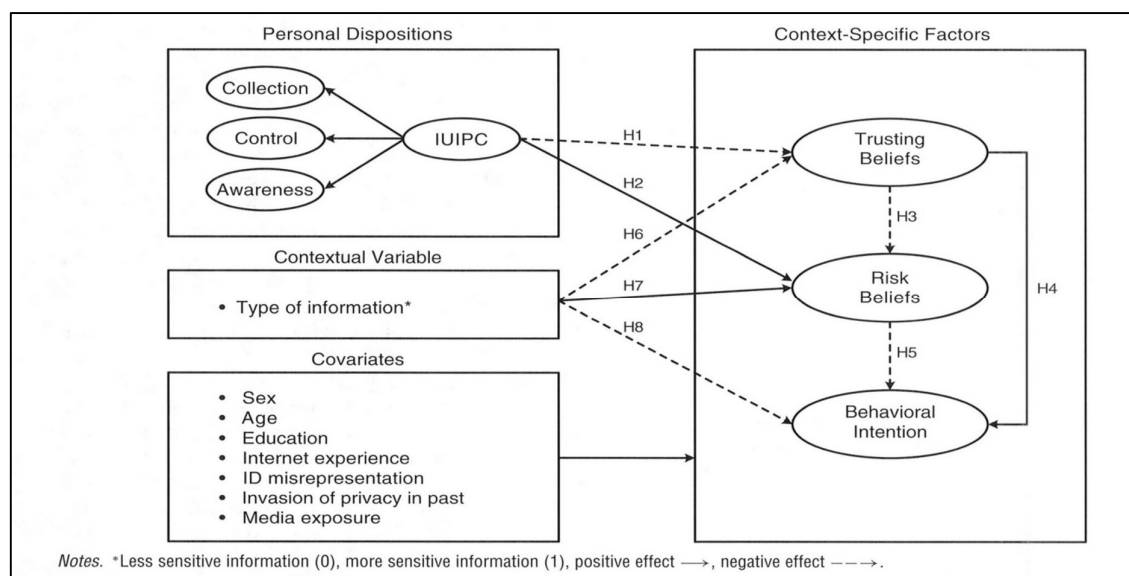 Personal Dispositions
Collection
Control
Awareness
IUIPC
Contextual Variable
• Type of information*
Covariates
• Sex
• Age
• Education
• Internet experience
• ID misrepresentation
• Invasion of privacy in past
• Media exposure
H1
H2
H6
H7
H8
Context-Specific Factors
Trusting
Beliefs
H3
Risk
Beliefs
H4
H5
Behavioral
Intention
Notes. *Less sensitive information (0), more sensitive information (1), positive effect ⟶, negative effect ---→.